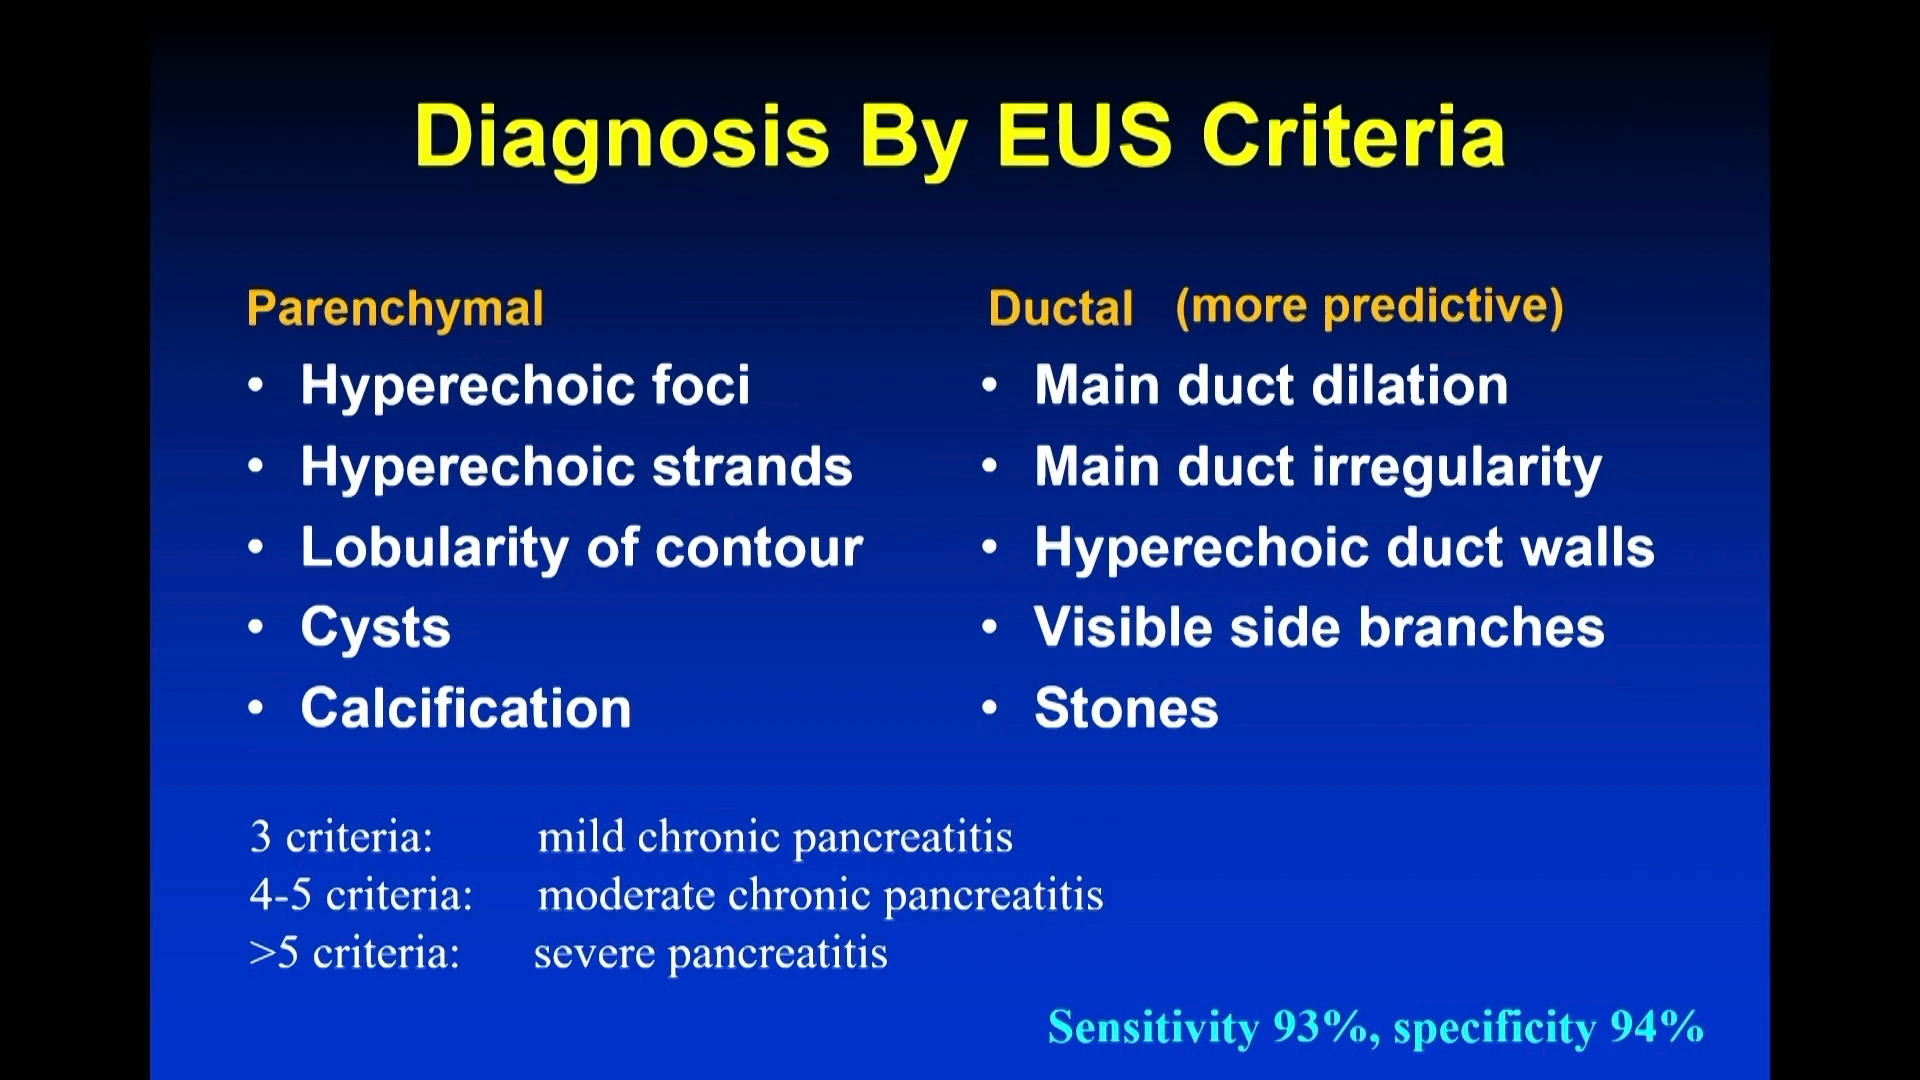 Diagnosis By EUS Criteria
Parenchymal
• Hyperechoic foci
• Hyperechoic strands
• Lobularity of contour
• Cysts
• Calcification
Ductal (more predictive)
• Main duct dilation
• Main duct irregularity
• Hyperechoic duct walls
• Visible side branches
• Stones
3 criteria: mild chronic pancreatitis
4-5 criteria: moderate chronic pancreatitis
>5 criteria: severe pancreatitis
Sensitivity 93%, specificity 94%